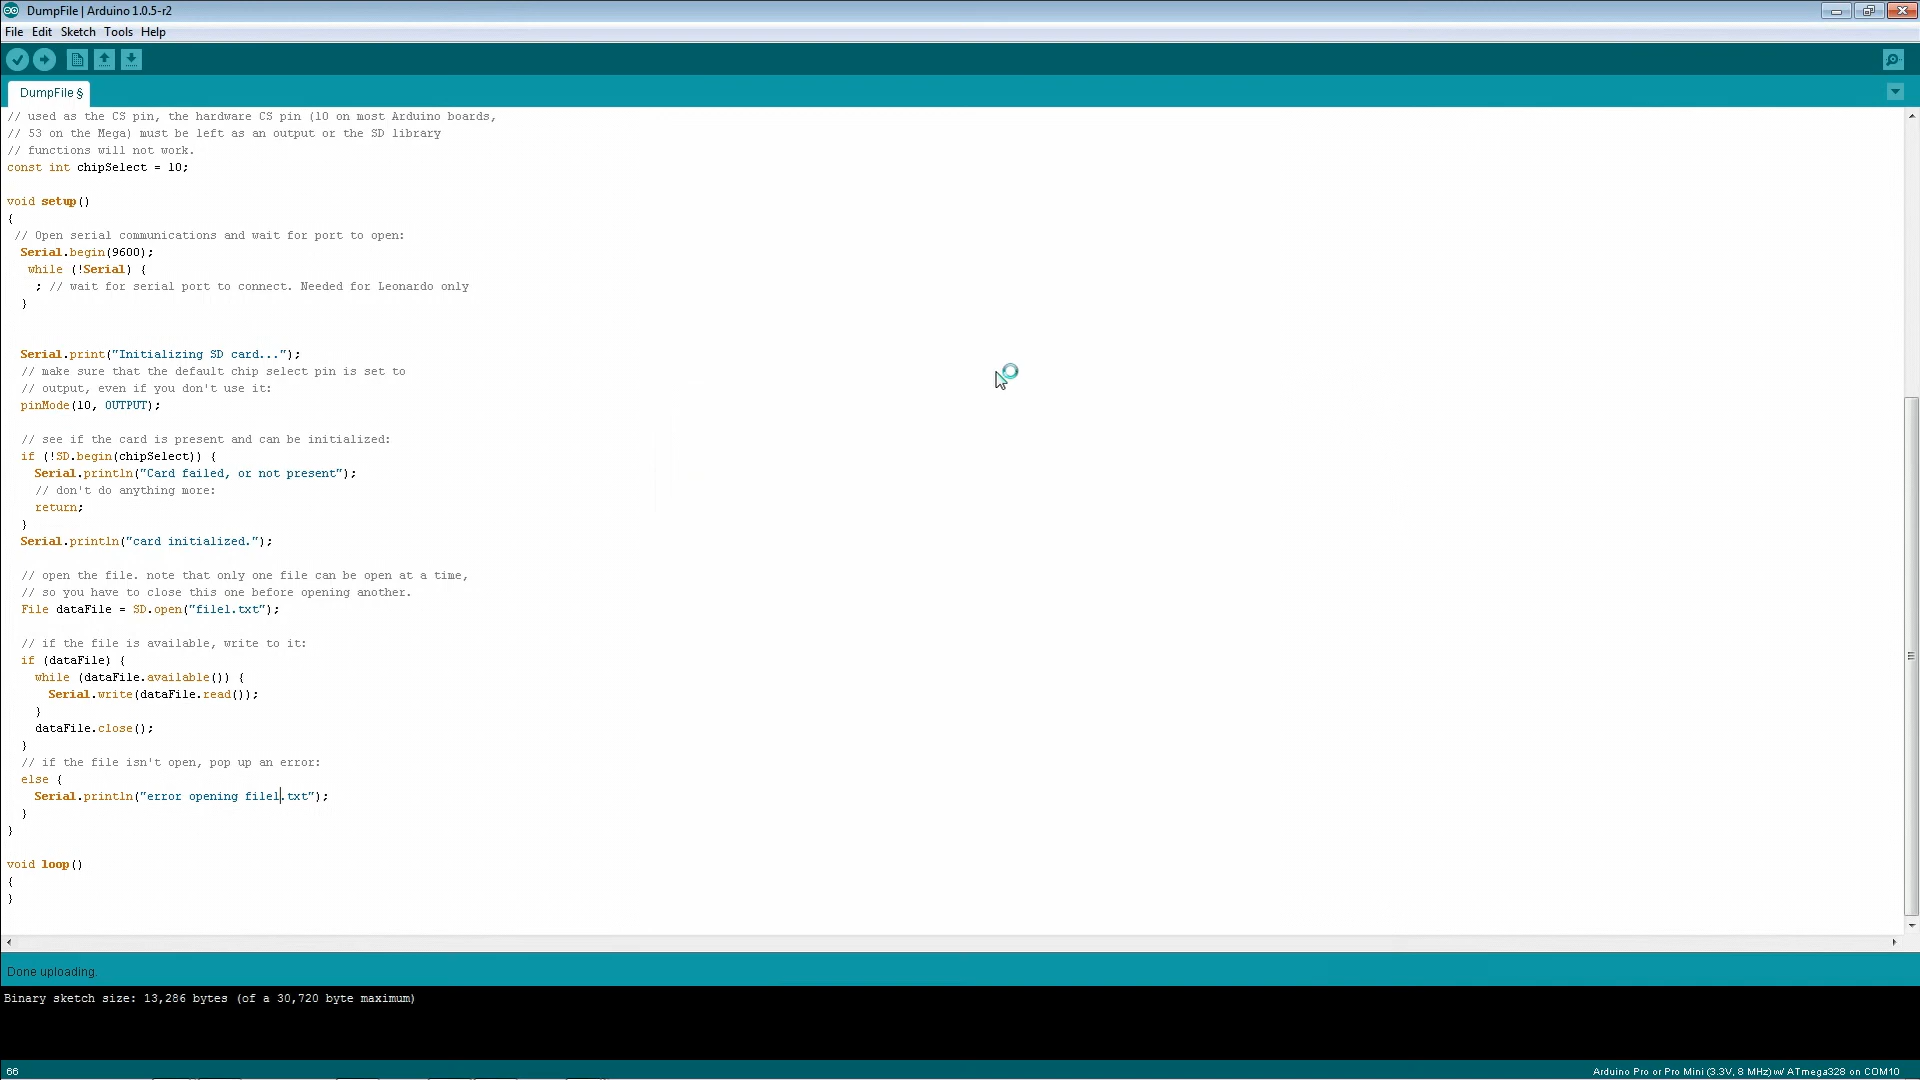 DumpFile | Arduino 1.0.5-r2
File Edit Sketch Tools Help
DumpFile §
// used as the CS pin, the hardware CS pin (10 on most Arduino boards,
// 53 on the Mega) must be left as an output or the SD library
// functions will not work.
const int chipSelect = 10;
void setup()
{
// Open serial communications and wait for port to open:
Serial.begin(9600);
while (!Serial) {
; // wait for serial port to connect. Needed for Leonardo only
}
Serial.print("Initializing SD card...");
// make sure that the default chip select pin is set to
// output, even if you don't use it:
pinMode(10, OUTPUT);
// see if the card is present and can be initialized:
if (!SD.begin(chipSelect)) {
Serial.println("Card failed, or not present");
// don't do anything more:
return;
}
Serial.println("card initialized.");
// open the file. note that only one file can be open at a time,
// so you have to close this one before opening another.
File dataFile = SD.open("file1.txt");
// if the file is available, write to it:
if (dataFile) {
while (dataFile.available()) {
Serial.write(dataFile.read());
}
dataFile.close();
}
// if the file isn't open, pop up an error:
else {
Serial.println("error opening file1.txt");
}
}
void loop()
{
}
Done uploading.
Binary sketch size: 13,286 bytes (of a 30,720 byte maximum)
66
Arduino Pro or Pro Mini (3.3V, 8 MHz) w/ ATmega328 on COM10